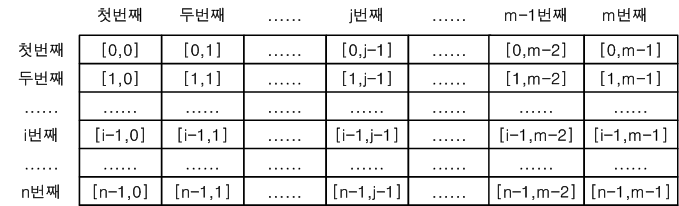 첫번째 두번째 …… j번째 …… m-1번째 m번째
첫번째 [0,0] [0,1] …… [0,j-1] …… [0,m-2] [0,m-1]
두번째 [1,0] [1,1] …… [1,j-1] …… [1,m-2] [1,m-1]
…… …… …… …… …… …… …… ……
i번째 [i-1,0] [i-1,1] …… [i-1,j-1] …… [i-1,m-2] [i-1,m-1]
…… …… …… …… …… …… …… ……
n번째 [n-1,0] [n-1,1] …… [n-1,j-1] …… [n-1,m-2] [n-1,m-1]